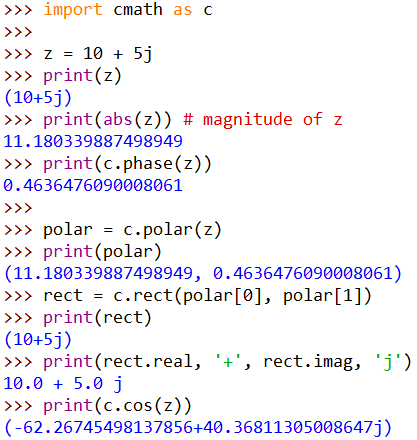 >>> import cmath as c
>>>
>>> z = 10 + 5j
>>> print(z)
(10+5j)
>>> print(abs(z)) # magnitude of z
11.180339887498949
>>> print(c.phase(z))
0.4636476090008061
>>>
>>> polar = c.polar(z)
>>> print(polar)
(11.180339887498949, 0.4636476090008061)
>>> rect = c.rect(polar[0], polar[1])
>>> print(rect)
(10+5j)
>>> print(rect.real, '+', rect.imag, 'j')
10.0 + 5.0 j
>>> print(c.cos(z))
(-62.26745498137856+40.36811305008647j)